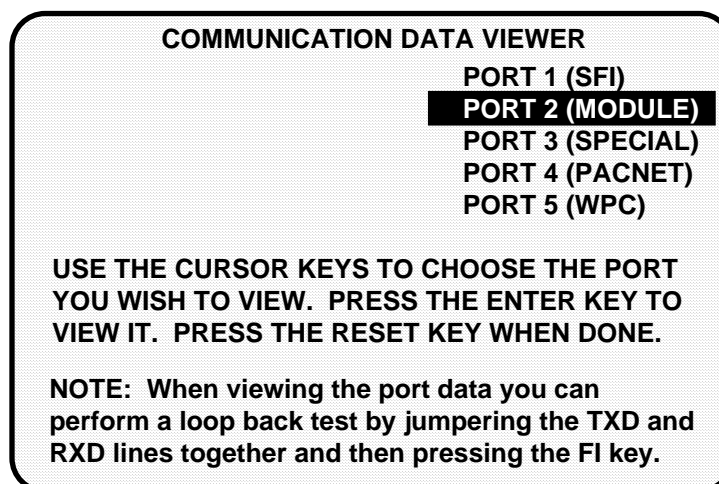 COMMUNICATION DATA VIEWER
PORT 1 (SFI)
PORT 2 (MODULE)
PORT 3 (SPECIAL)
PORT 4 (PACNET)
PORT 5 (WPC)
USE THE CURSOR KEYS TO CHOOSE THE PORT
YOU WISH TO VIEW.  PRESS THE ENTER KEY TO
VIEW IT.  PRESS THE RESET KEY WHEN DONE.
NOTE:  When viewing the port data you can
perform a loop back test by jumpering the TXD and
RXD lines together and then pressing the FI key.